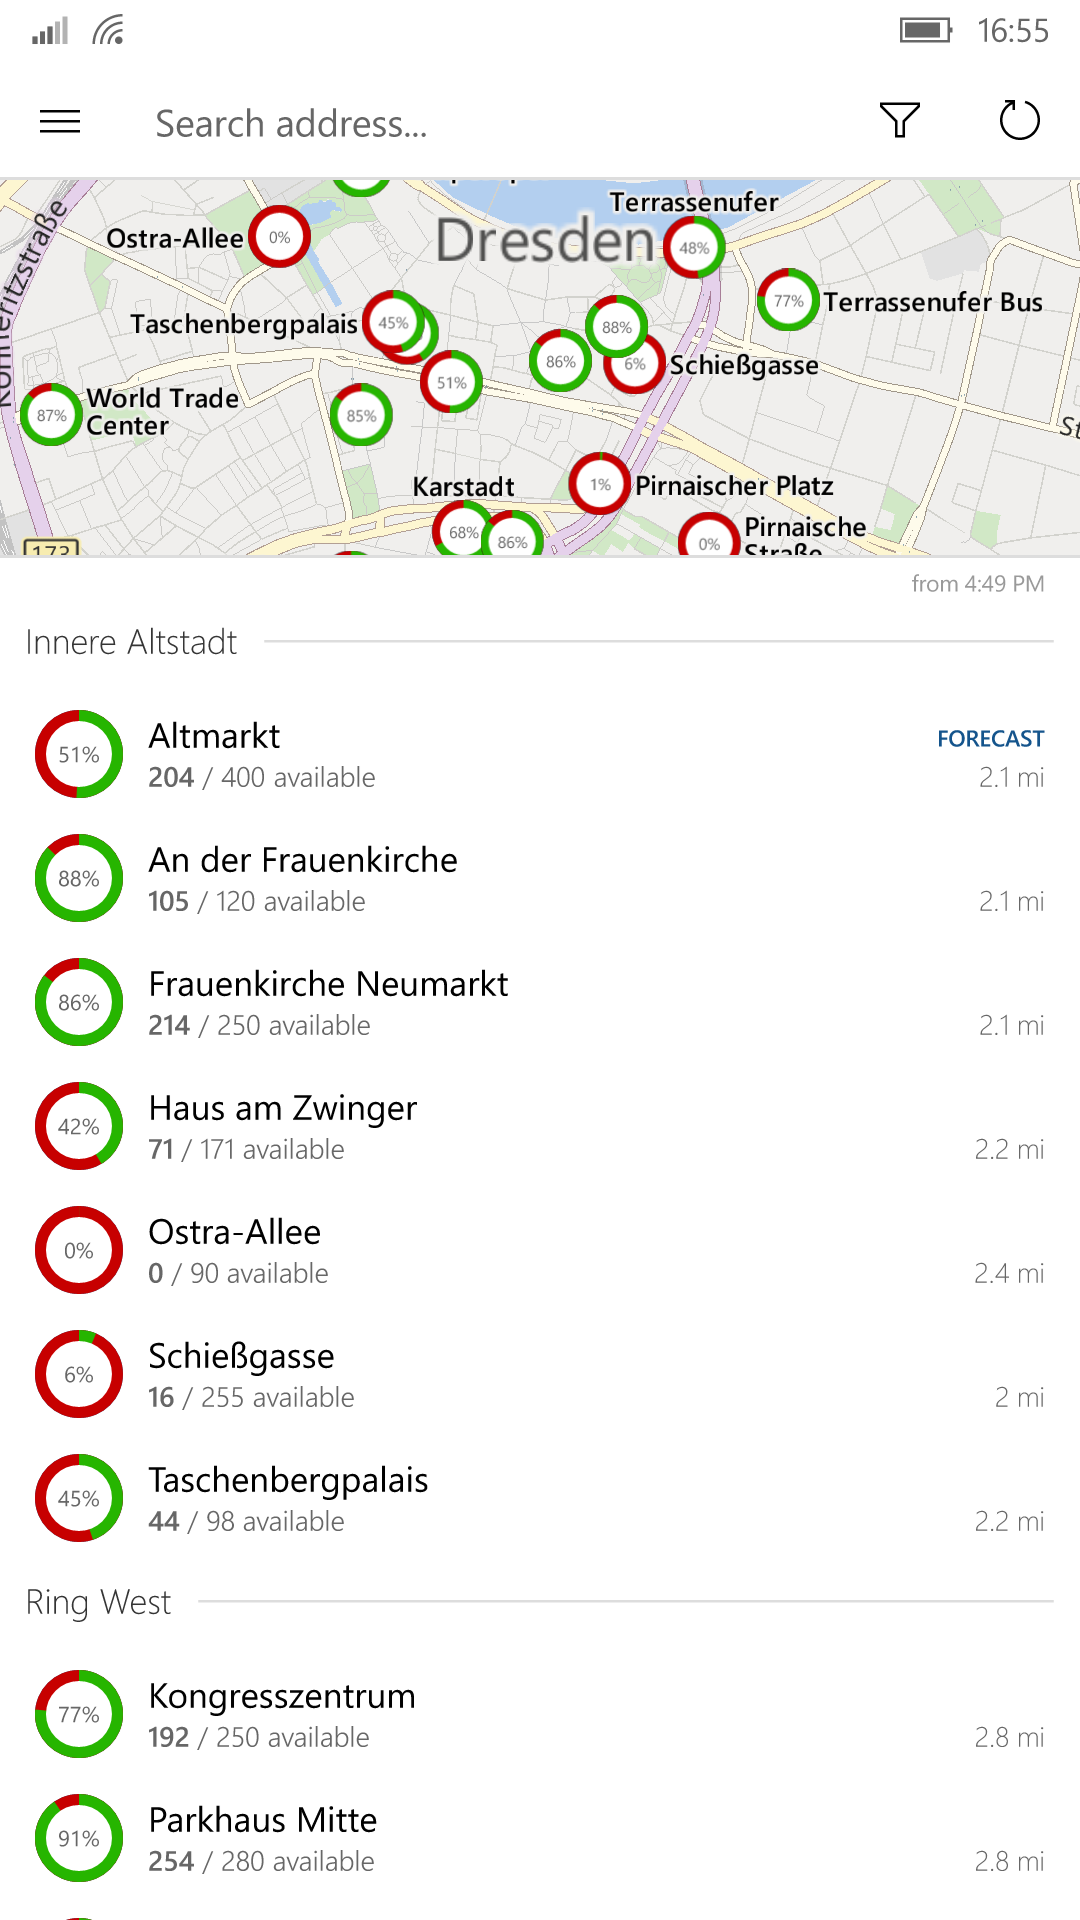 16:55
Search address...
Könneritzstraße
Ostra-Allee
0%
Dresden
Terrassenufer
48%
77%
Terrassenufer Bus
Taschenbergpalais
45%
88%
86%
6%
Schießgasse
51%
87%
World Trade
Center
85%
Karstadt
1%
Pirnaischer Platz
68%
86%
0%
Pirnaische
Straße
173
from 4:49 PM
Innere Altstadt
51%
Altmarkt
FORECAST
204 / 400 available
2.1 mi
88%
An der Frauenkirche
105 / 120 available
2.1 mi
86%
Frauenkirche Neumarkt
214 / 250 available
2.1 mi
42%
Haus am Zwinger
71 / 171 available
2.2 mi
0%
Ostra-Allee
0 / 90 available
2.4 mi
6%
Schießgasse
16 / 255 available
2 mi
45%
Taschenbergpalais
44 / 98 available
2.2 mi
Ring West
77%
Kongresszentrum
192 / 250 available
2.8 mi
91%
Parkhaus Mitte
254 / 280 available
2.8 mi